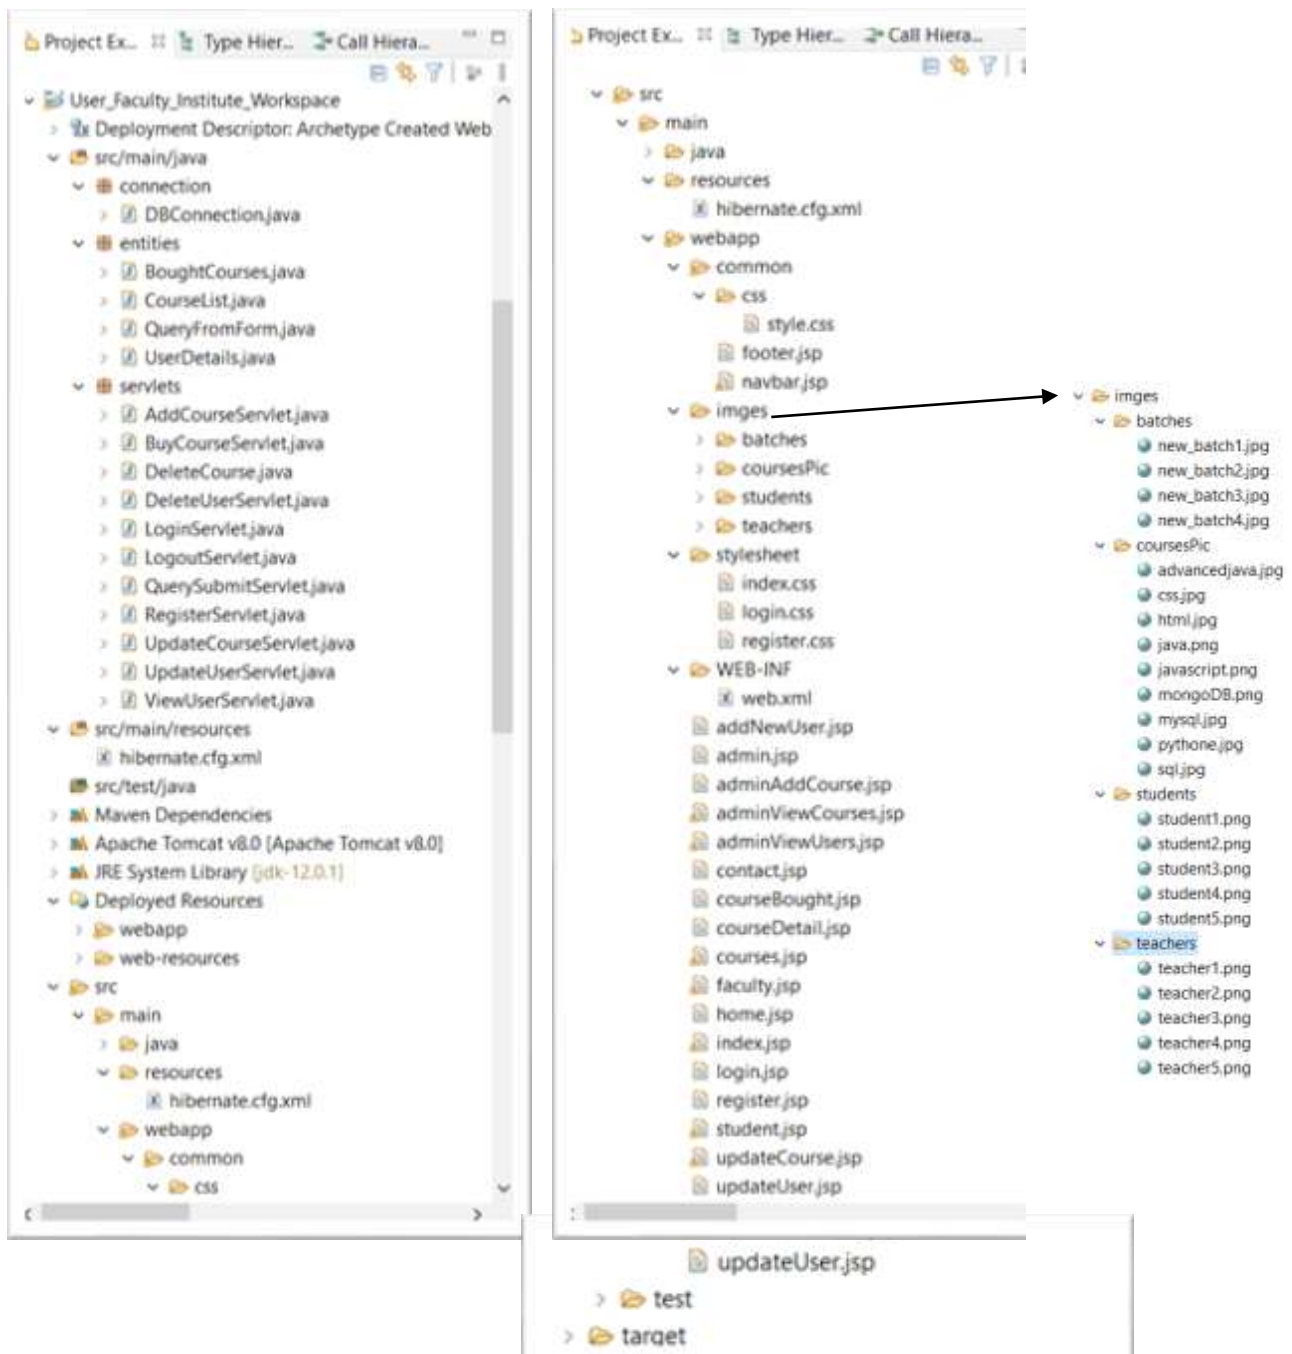 Project Ex... Type Hier... Call Hiera...
User_Faculty_Institute_Workspace
Deployment Descriptor: Archetype Created Web
src/main/java
connection
DBConnection.java
entities
BoughtCourses.java
CourseList.java
QueryFromForm.java
UserDetails.java
servlets
AddCourseServlet.java
BuyCourseServlet.java
DeleteCourse.java
DeleteUserServlet.java
LoginServlet.java
LogoutServlet.java
QuerySubmitServlet.java
RegisterServlet.java
UpdateCourseServlet.java
UpdateUserServlet.java
ViewUserServlet.java
src/main/resources
hibernate.cfg.xml
src/test/java
Maven Dependencies
Apache Tomcat v8.0 [Apache Tomcat v8.0]
JRE System Library [jdk-12.0.1]
Deployed Resources
webapp
web-resources
src
main
java
resources
hibernate.cfg.xml
webapp
common
css
Project Ex... Type Hier... Call Hiera...
src
main
java
resources
hibernate.cfg.xml
webapp
common
css
style.css
footer.jsp
navbar.jsp
imges
batches
coursesPic
students
teachers
stylesheet
index.css
login.css
register.css
WEB-INF
web.xml
addNewUser.jsp
admin.jsp
adminAddCourse.jsp
adminViewCourses.jsp
adminViewUsers.jsp
contact.jsp
courseBought.jsp
courseDetail.jsp
courses.jsp
faculty.jsp
home.jsp
index.jsp
login.jsp
register.jsp
student.jsp
updateCourse.jsp
updateUser.jsp
updateUser.jsp
test
target
imges
batches
new_batch1.jpg
new_batch2.jpg
new_batch3.jpg
new_batch4.jpg
coursesPic
advancedjava.jpg
css.jpg
html.jpg
java.png
javascript.png
mongoDB.png
mysql.jpg
pythone.jpg
sql.jpg
students
student1.png
student2.png
student3.png
student4.png
student5.png
teachers
teacher1.png
teacher2.png
teacher3.png
teacher4.png
teacher5.png